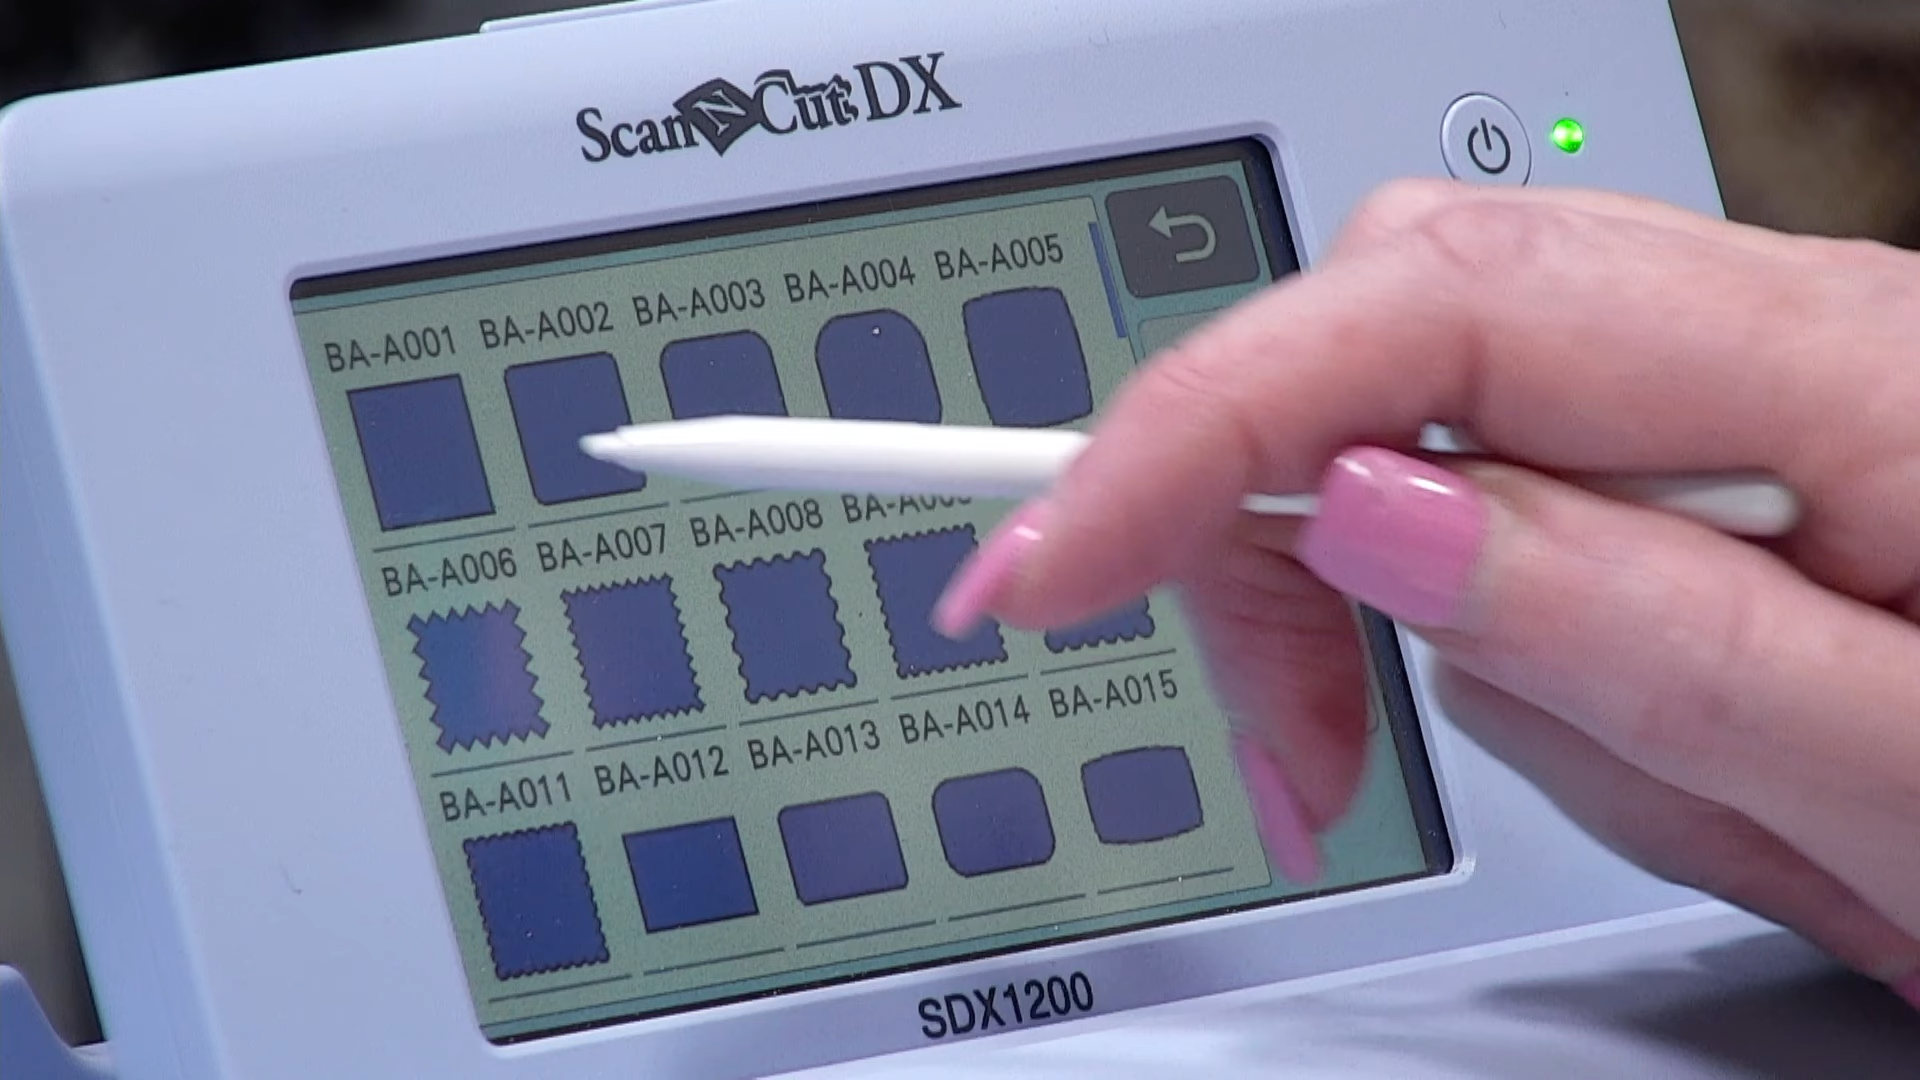 ScanNCut DX
BA-A001 BA-A002 BA-A003 BA-A004 BA-A005
BA-A006 BA-A007 BA-A008
BA-A011 BA-A012 BA-A013 BA-A014 BA-A015
SDX1200